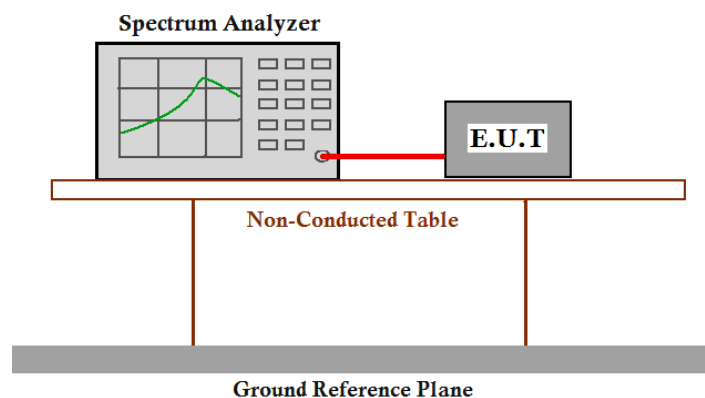 Spectrum Analyzer
E.U.T
Non-Conducted Table
Ground Reference Plane